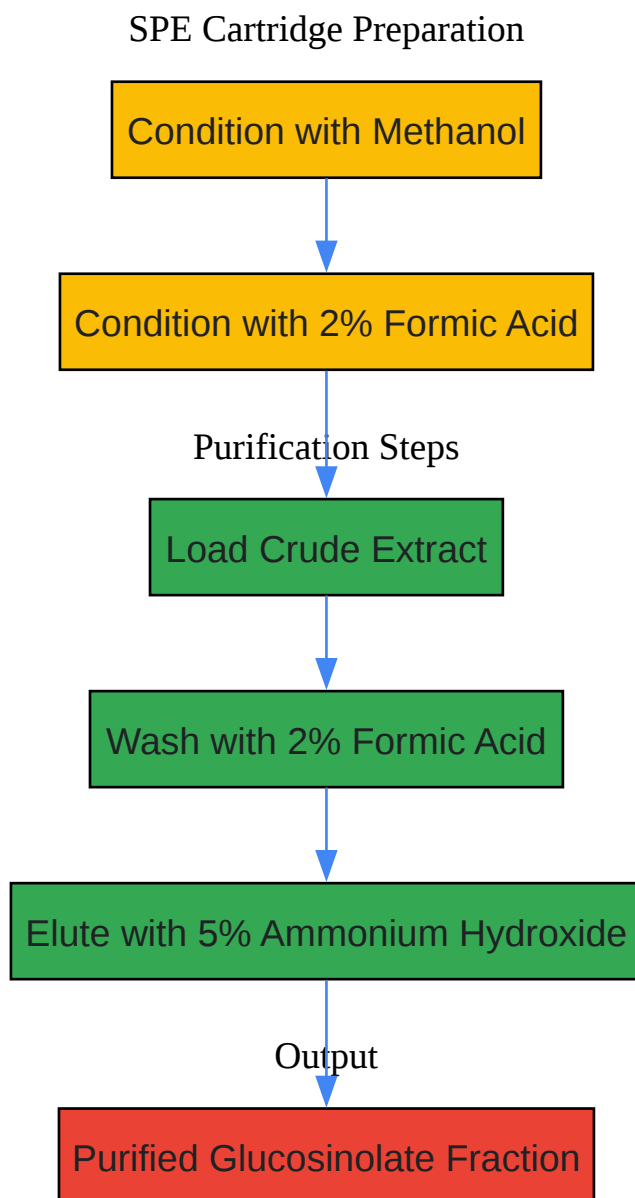 SPE Cartridge Preparation
Condition with Methanol
Condition with 2% Formic Acid
Purification Steps
Load Crude Extract
Wash with 2% Formic Acid
Elute with 5% Ammonium Hydroxide
Output
Purified Glucosinolate Fraction